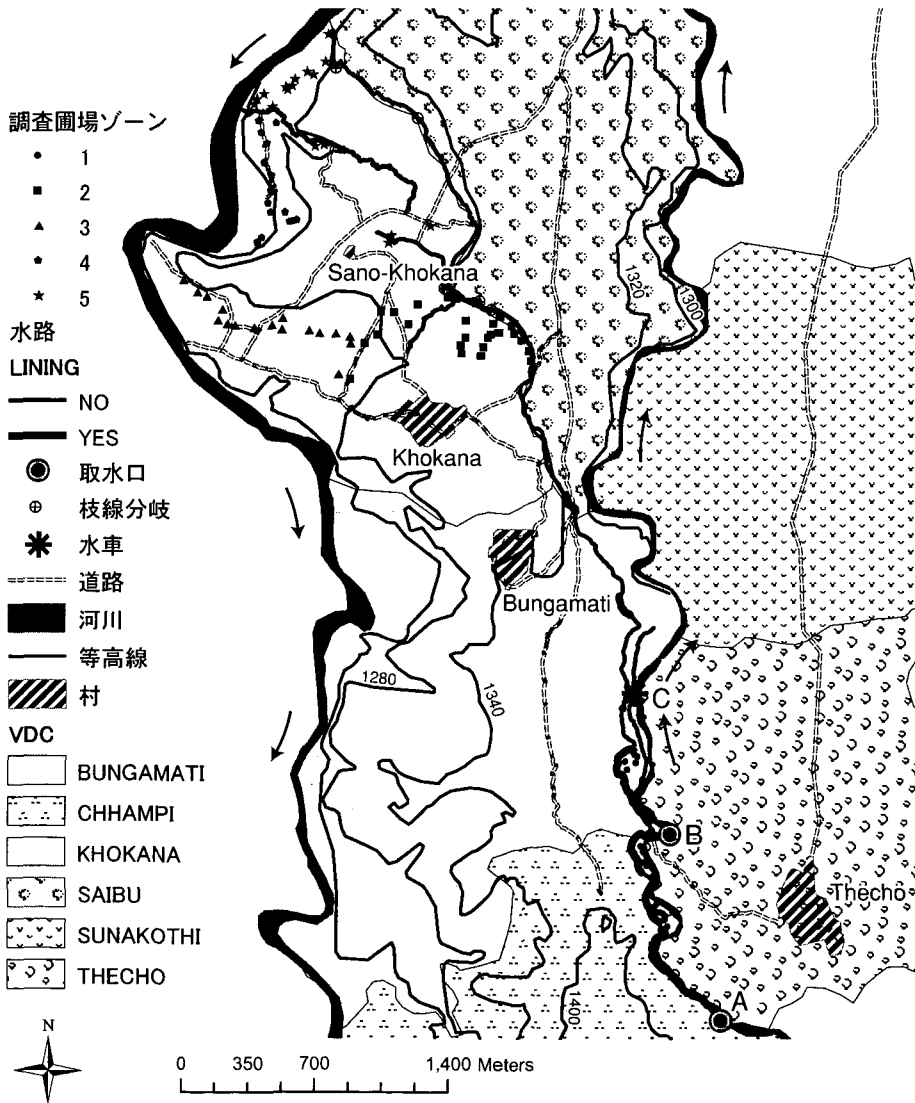 調査圃場ゾーン
1
2
3
4
5
水路
LINING
NO
YES
取水口
枝線分岐
水車
道路
河川
等高線
村
VDC
BUNGAMATI
CHHAMPI
KHOKANA
SAIBU
SUNAKOTHI
THECHO
N
0 350 700 1,400 Meters
Sano-Khokana
1320
1300
Khokana
Bungamati
1280
1340
C
B
Thecho
A
1400